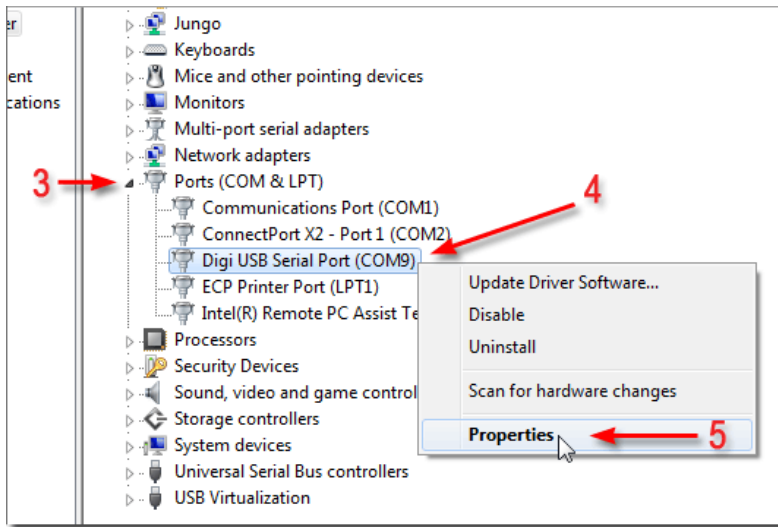 er
ent
cations
Jungo
Keyboards
Mice and other pointing devices
Monitors
Multi-port serial adapters
Network adapters
3
Ports (COM & LPT)
4
Communications Port (COM1)
ConnectPort X2 - Port 1 (COM2)
Digi USB Serial Port (COM9)
ECP Printer Port (LPT1)
Intel(R) Remote PC Assist Te
Processors
Security Devices
Sound, video and game control
Storage controllers
System devices
Universal Serial Bus controllers
USB Virtualization
Update Driver Software...
Disable
Uninstall
Scan for hardware changes
Properties
5